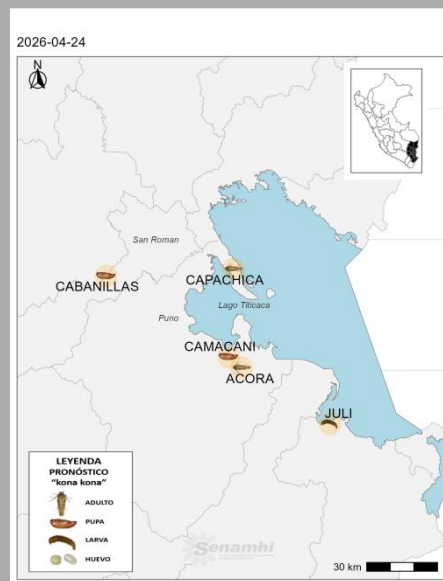 2026-04-24
N
San Roman
CABANILLAS
CAPACHICA
Lago Titicaca
Puno
CAMACANI
ACORA
JULI
LEYENDA
PRONÓSTICO
"kona kona"
ADULTO
PUPA
LARVA
HUEVO
Senamhi
30 km